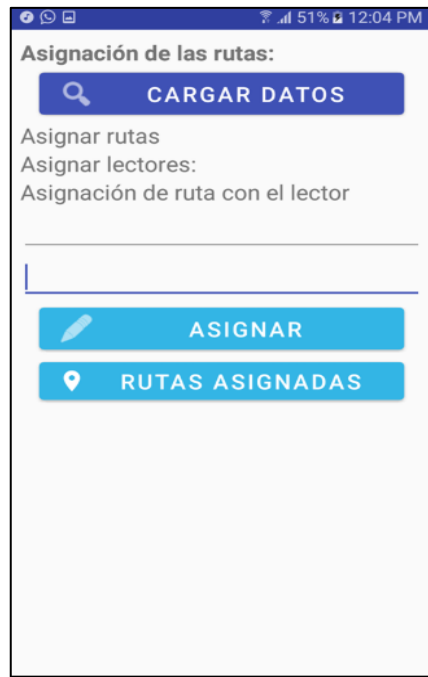 51% 12:04 PM
Asignación de las rutas:
CARGAR DATOS
Asignar rutas
Asignar lectores:
Asignación de ruta con el lector
ASIGNAR
RUTAS ASIGNADAS